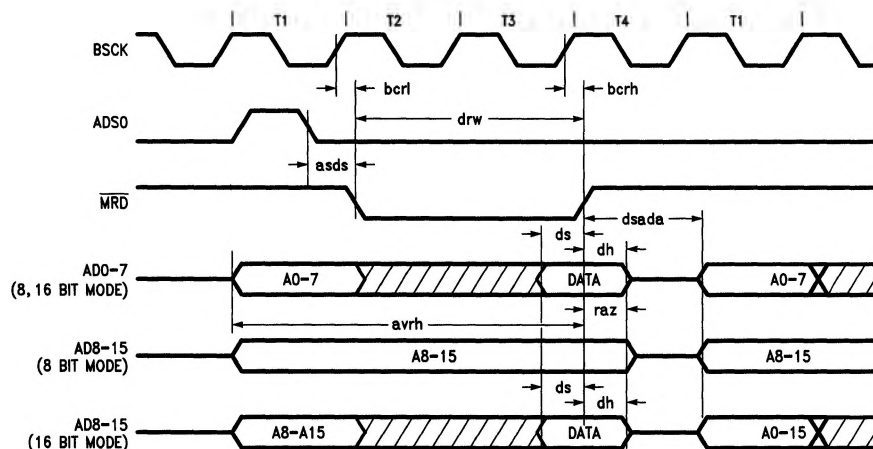 T1 T2 T3 T4 T1
BSCK
bcrl bcrh
ADS0 drw
asds
MRD
dsada
ds
dh
AD0-7
(8, 16 BIT MODE)
A0-7 DATA A0-7
raz
avrh
AD8-15
(8 BIT MODE)
A8-15 A8-15
ds
dh
AD8-15
(16 BIT MODE)
A8-A15 DATA A0-15